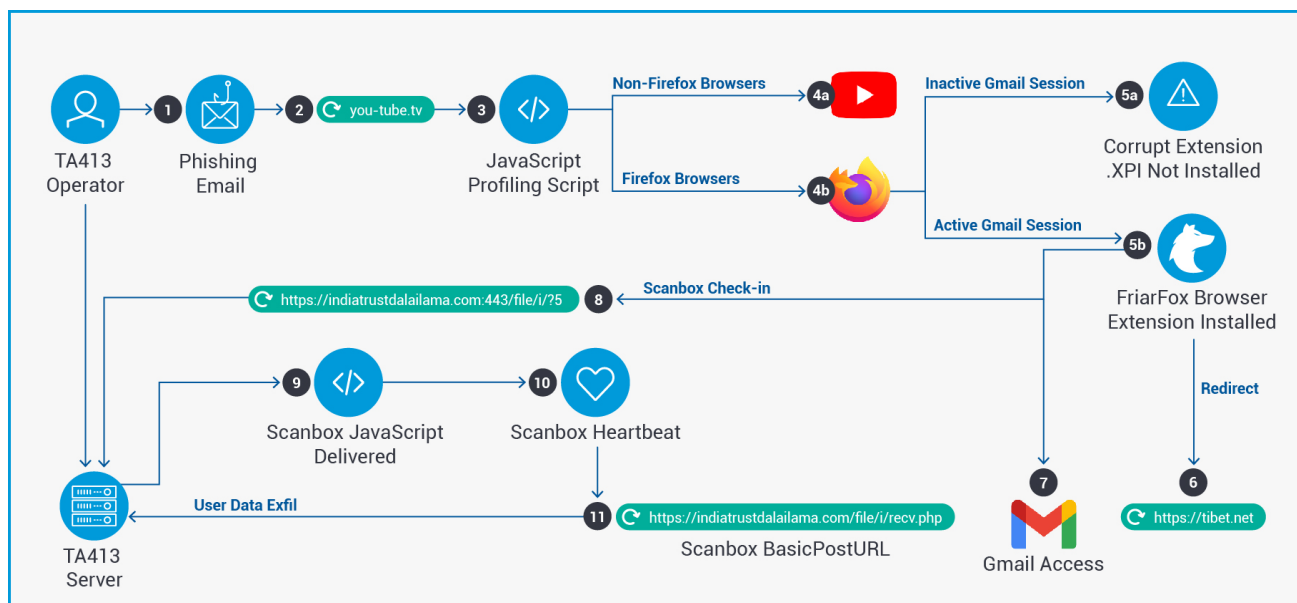 TA413
Operator
1
Phishing
Email
2
you-tube.tv
3
JavaScript
Profiling Script
Non-Firefox Browsers
4a
Firefox Browsers
4b
Inactive Gmail Session
5a
Corrupt Extension
.XPI Not Installed
Active Gmail Session
5b
FriarFox Browser
Extension Installed
Redirect
6
https://tibet.net
7
Gmail Access
Scanbox Check-in
8
https://indiatrustdalailama.com:443/file/i/?5
9
Scanbox JavaScript
Delivered
10
Scanbox Heartbeat
11
https://indiatrustdalailama.com/file/i/recv.php
Scanbox BasicPostURL
User Data Exfil
TA413
Server